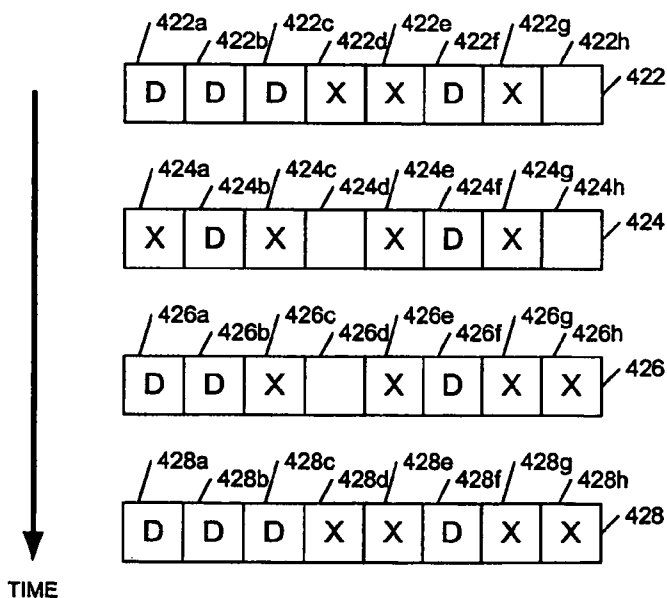 422a 422c 422e 422g
422b 422d 422f 422h
D D D X X D X 422
424a 424c 424e 424g
424b 424d 424f 424h
X D X X D X 424
426a 426c 426e 426g
426b 426d 426f 426h
D D X X D X X 426
428a 428c 428e 428g
428b 428d 428f 428h
D D D X X D X X 428
TIME